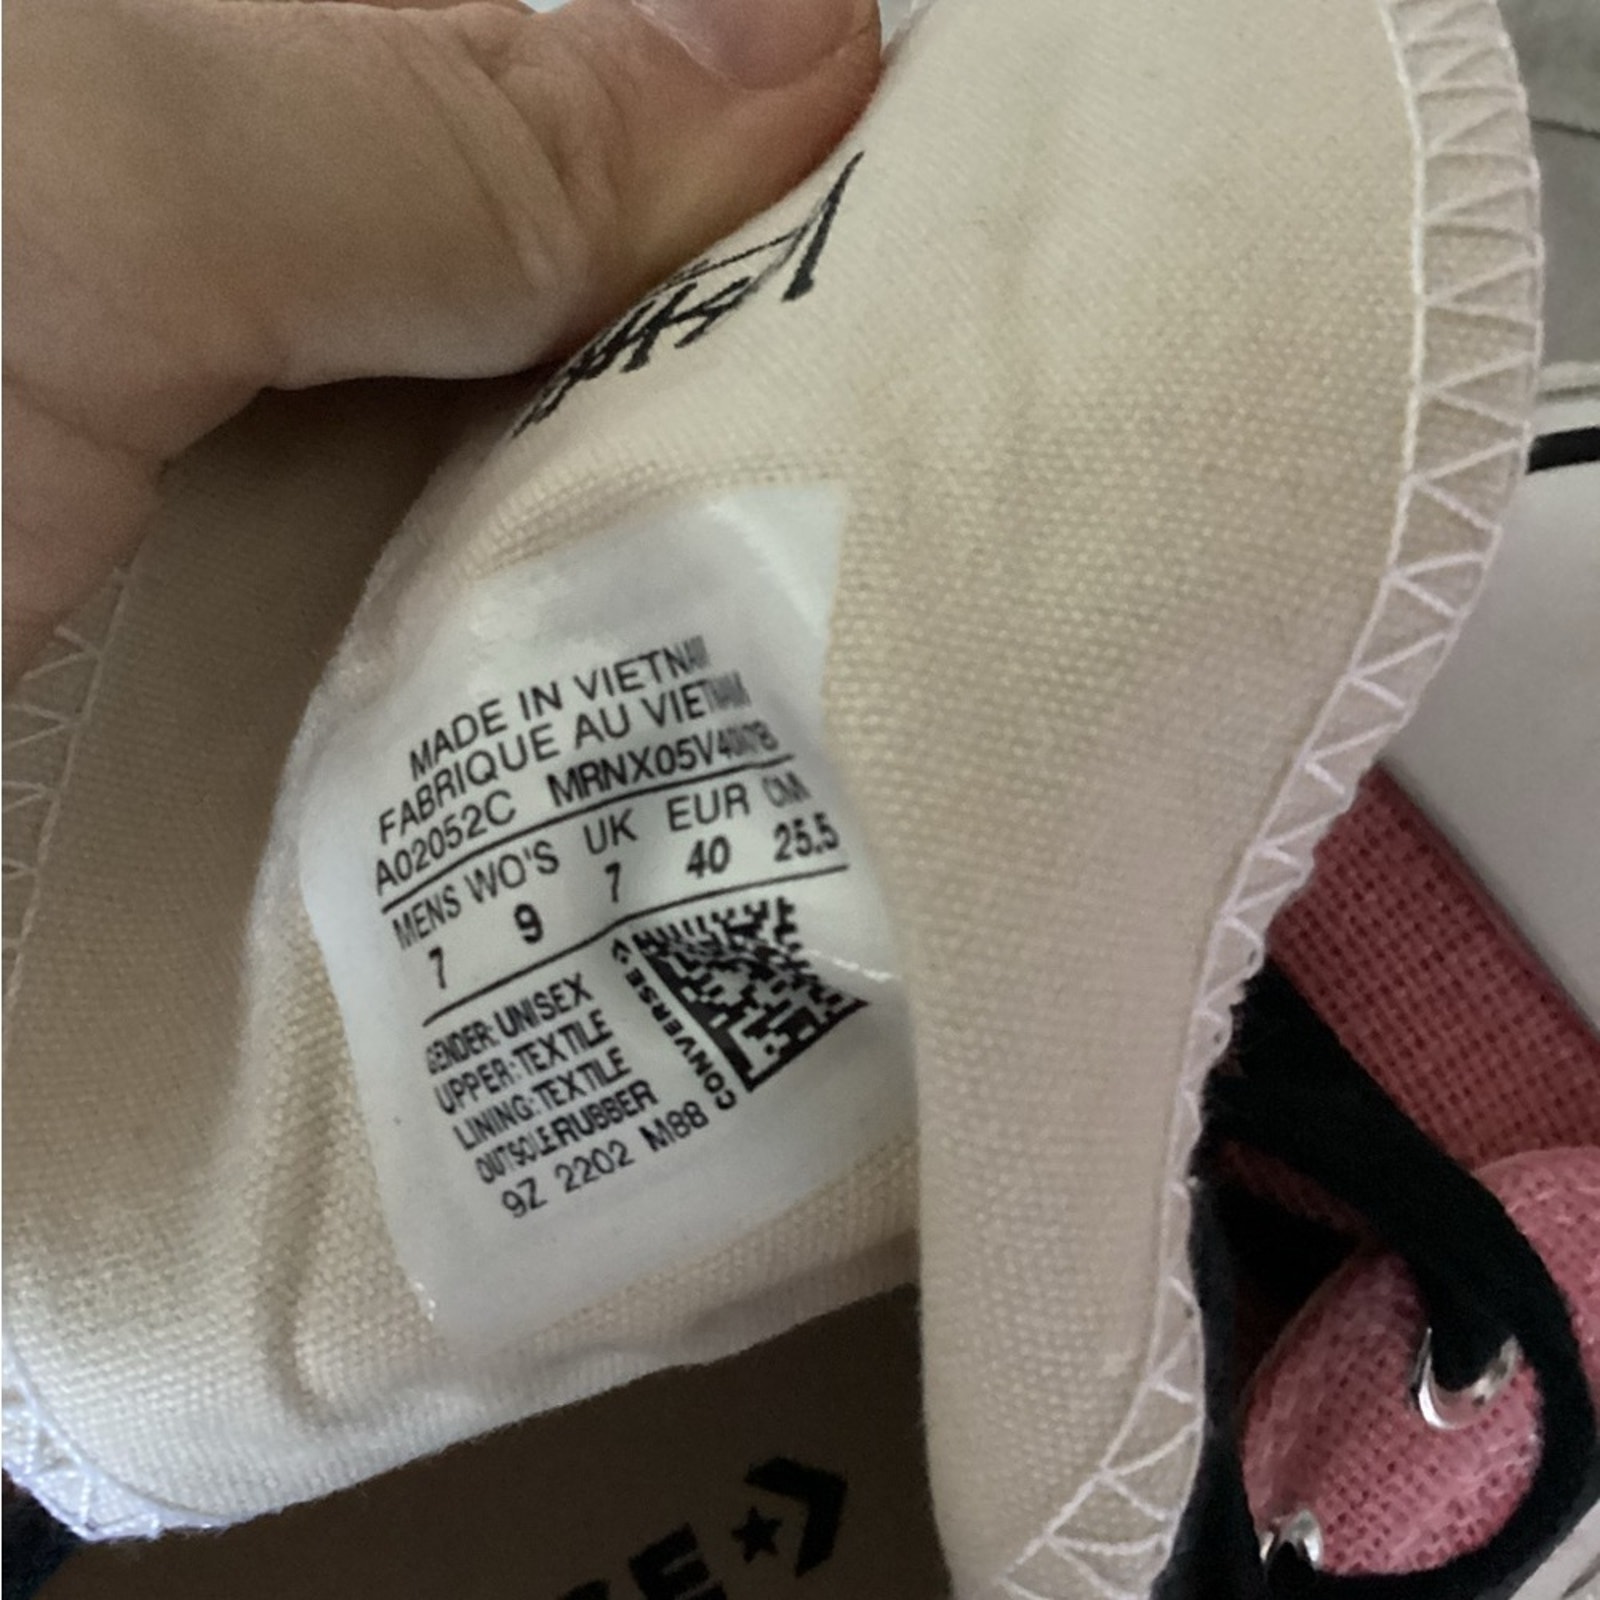 MADE IN VIETNAM
FABRIQUE AU VIETNAM
A02052C
MENS WO'S UK EUR CM
7 9 7 40 25.5
GENDER: UNISEX
UPPER: TEXTILE
LINING: TEXTILE
OUTSOLE RUBBER
9Z 2202 M88
CONVERSE